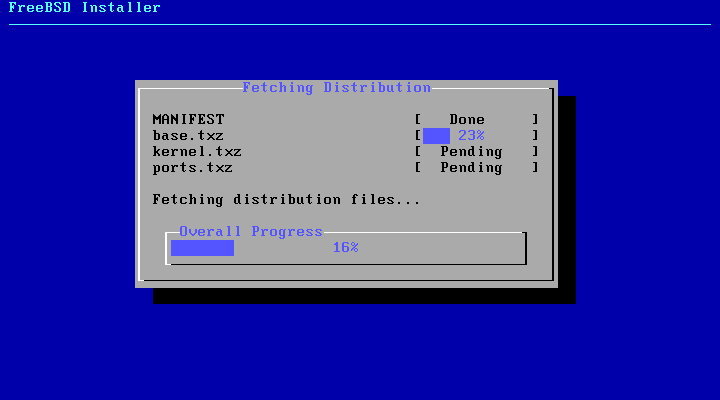 FreeBSD Installer
Fetching Distribution
MANIFEST [ Done ]
base.txz [ 23% ]
kernel.txz [ Pending ]
ports.txz [ Pending ]
Fetching distribution files...
Overall Progress
16%